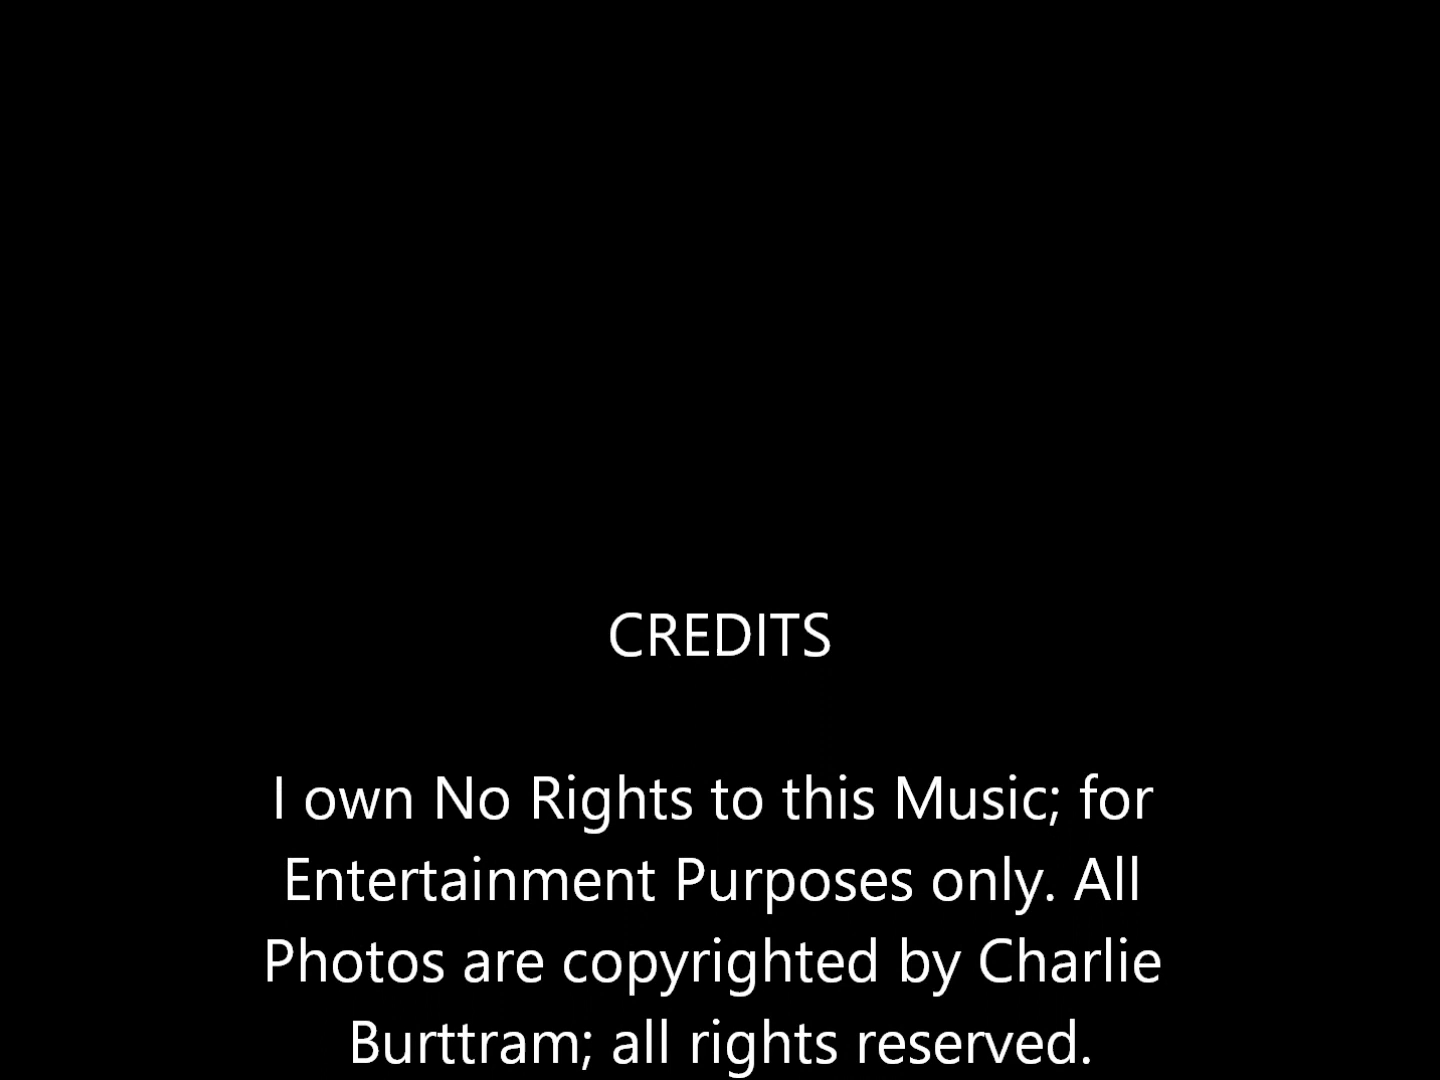 CREDITS
I own No Rights to this Music; for
Entertainment Purposes only. All
Photos are copyrighted by Charlie
Burttram; all rights reserved.